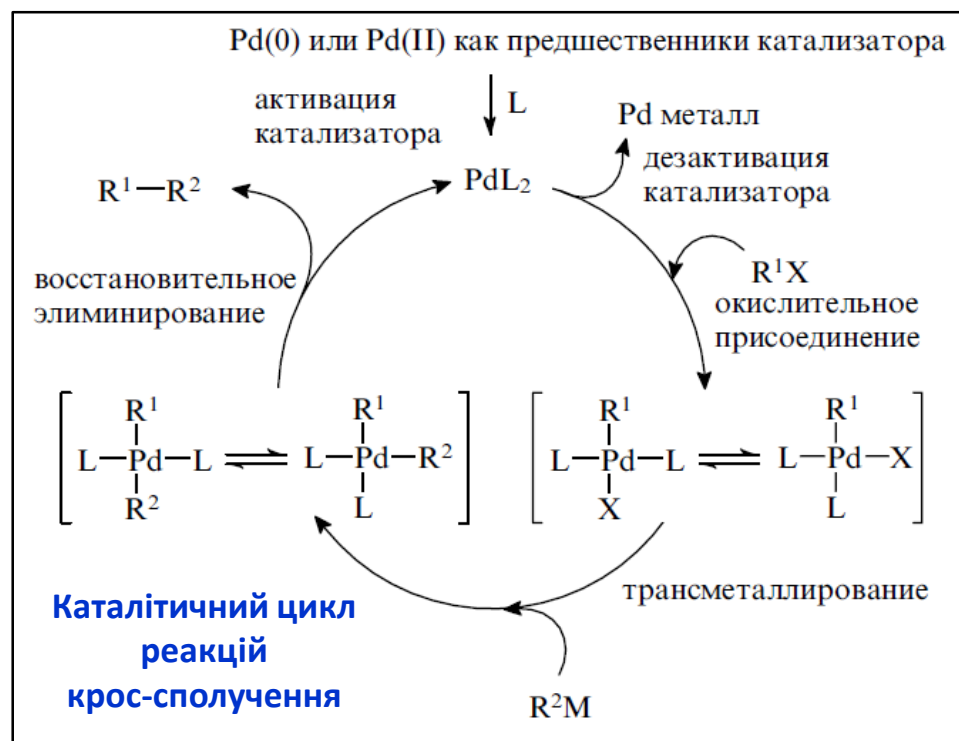 Pd(0) или Pd(II) как предшественники катализатора
активация
катализатора
L
Pd металл
дезактивация
катализатора
R¹—R²
PdL₂
R¹X
восстановительное
элиминирование
окислительное
присоединение
R¹
R¹
R¹
R¹
L—Pd—L
L—Pd—R²
L—Pd—L
L—Pd—X
R²
L
X
L
трансметаллирование
Каталітичний цикл
реакцій
крос-сполучення
R²M